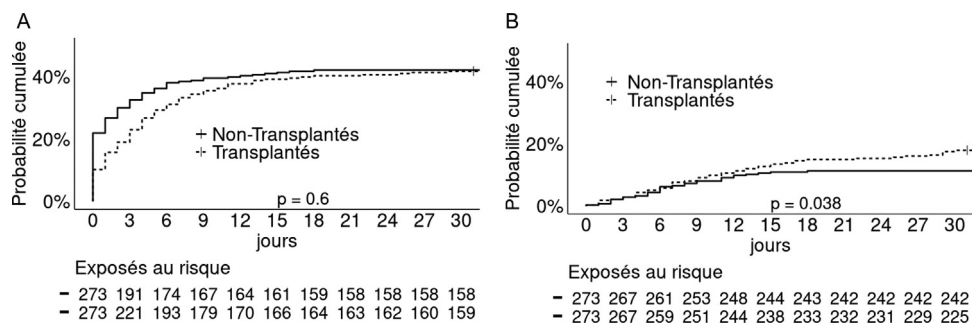 A
Probabilité cumulée
40%
20%
0%
Non-Transplantés
Transplantés
p = 0.6
0 3 6 9 12 15 18 21 24 27 30
jours
Exposés au risque
273 191 174 167 164 161 159 158 158 158 158
273 221 193 179 170 166 164 163 162 160 159
B
Probabilité cumulée
40%
20%
0%
Non-Transplantés
Transplantés
p = 0.038
0 3 6 9 12 15 18 21 24 27 30
jours
Exposés au risque
273 267 261 253 248 244 243 242 242 242 242
273 267 259 251 244 238 233 232 231 229 225